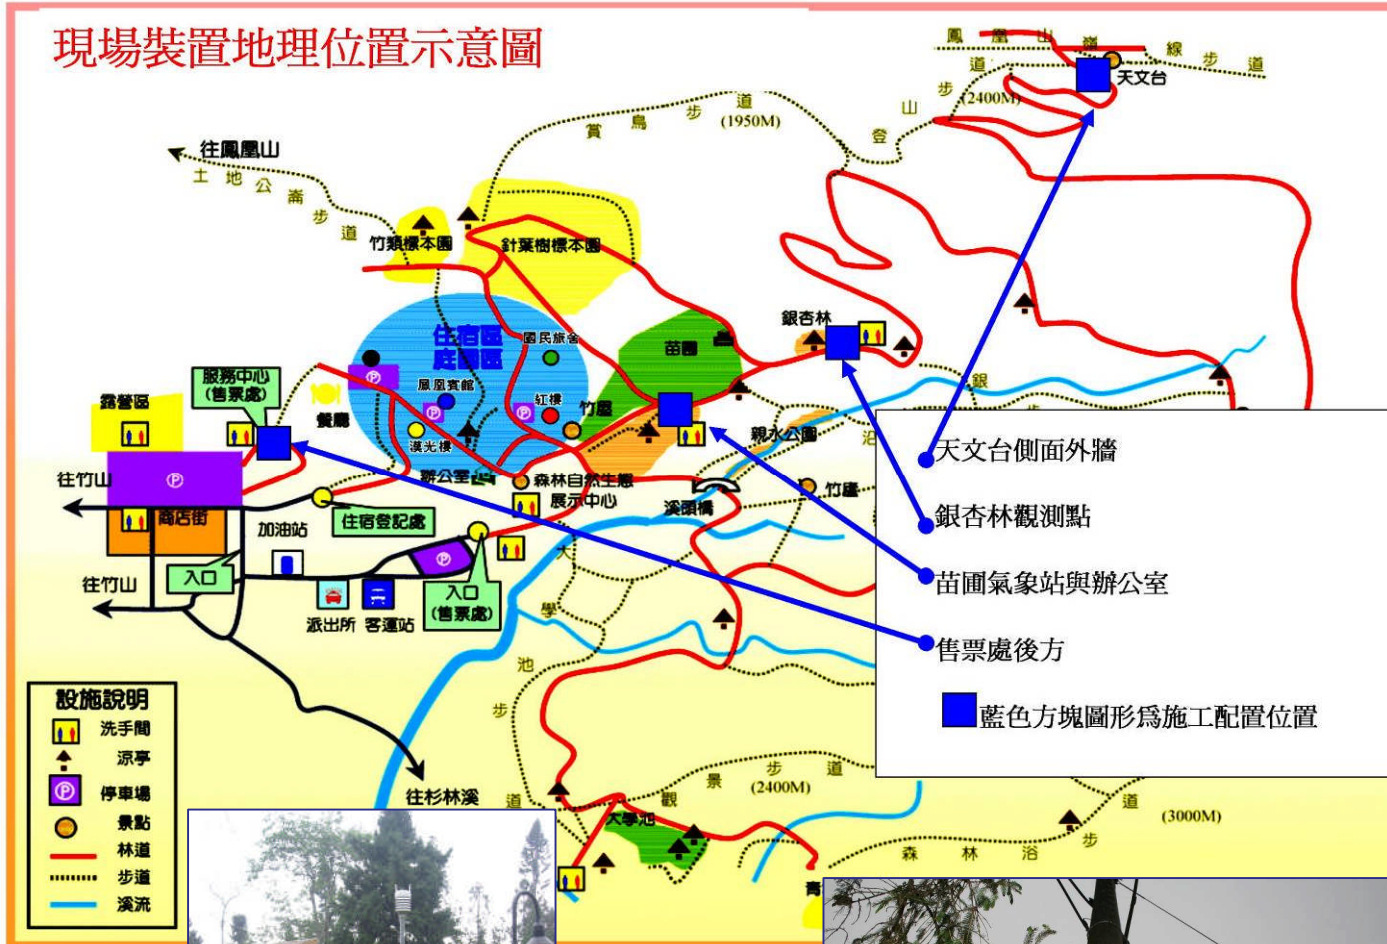 現場裝置地理位置示意圖
鳳凰山嶺線步道
天文台
登山步道
(2400M)
賞鳥步道
(1950M)
往鳳凰山
土地公崙步道
竹類標本園
針葉樹標本園
住宿區
庭園區
國民旅舍
鳳凰賓館
紅樓
漢光樓
苗圃
銀杏林
竹屋
服務中心
(售票處)
露營區
餐廳
辦公室
森林自然生態
展示中心
親水公園
溪頭橋
竹廬
銀
沿
步
往竹山
P
P
P
P
P
商店街
住宿登記處
加油站
入口
往竹山
派出所
客運站
入口
(售票處)
大學池步道
往杉林溪
觀景步道
(2400M)
大學池
森林浴步道
(3000M)
青
天文台側面外牆
銀杏林觀測點
苗圃氣象站與辦公室
售票處後方
藍色方塊圖形為施工配置位置
設施說明
洗手間
涼亭
P 停車場
景點
林道
步道
溪流